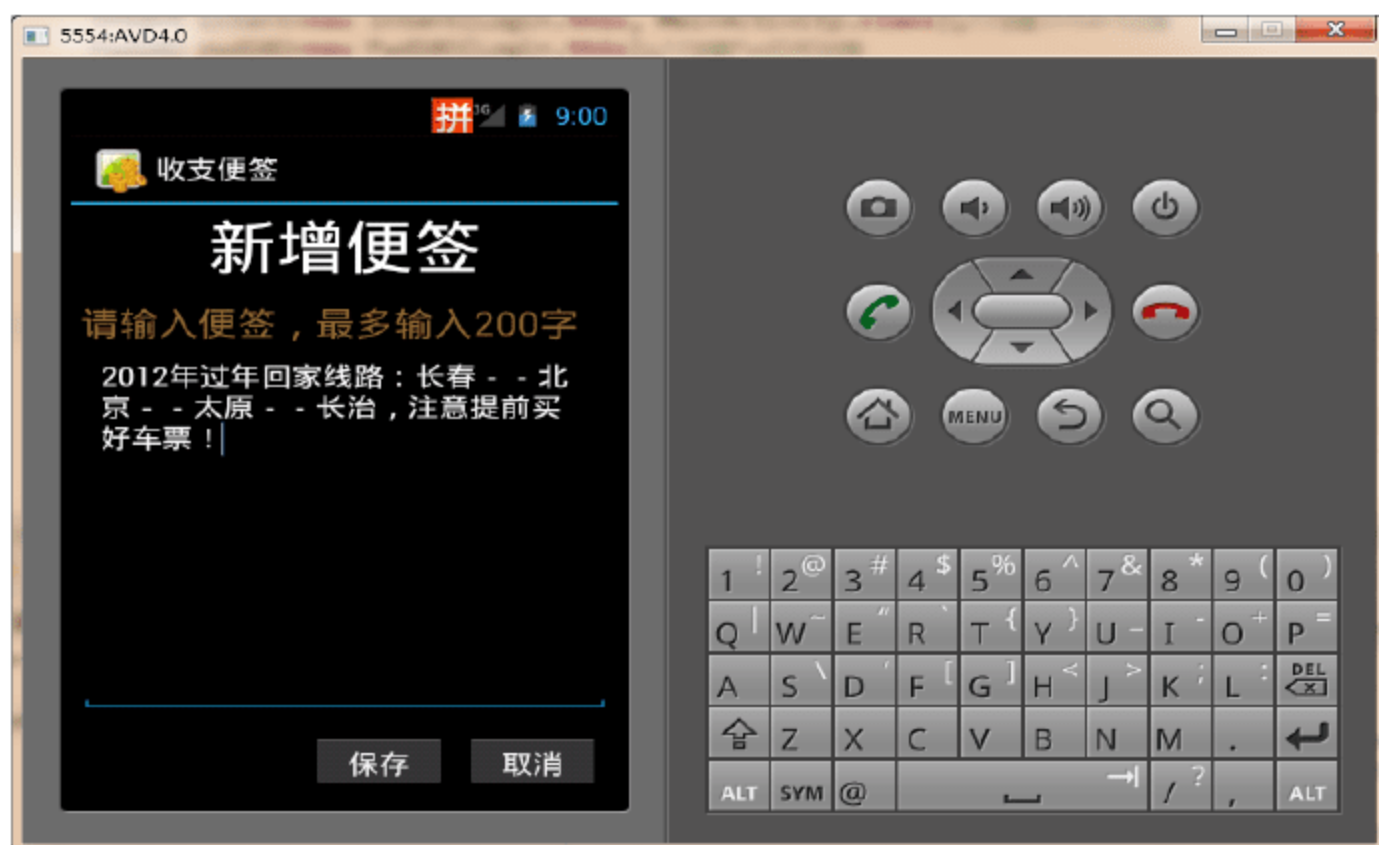 5554:AVD4.0
拼 3G 9:00
收支便签
新增便签
请输入便签，最多输入200字
2012年过年回家线路：长春－－北
京－－太原－－长治，注意提前买
好车票！
保存 取消
MENU
1 ! 2 @ 3 # 4 $ 5 % 6 ^ 7 & 8 * 9 ( 0 )
Q | W ~ E " R ` T { Y } U _ I - O + P =
A S \ D ' F [ G ] H < J > K ; L : DEL
Z X C V B N M .
ALT SYM @ / ? , ALT